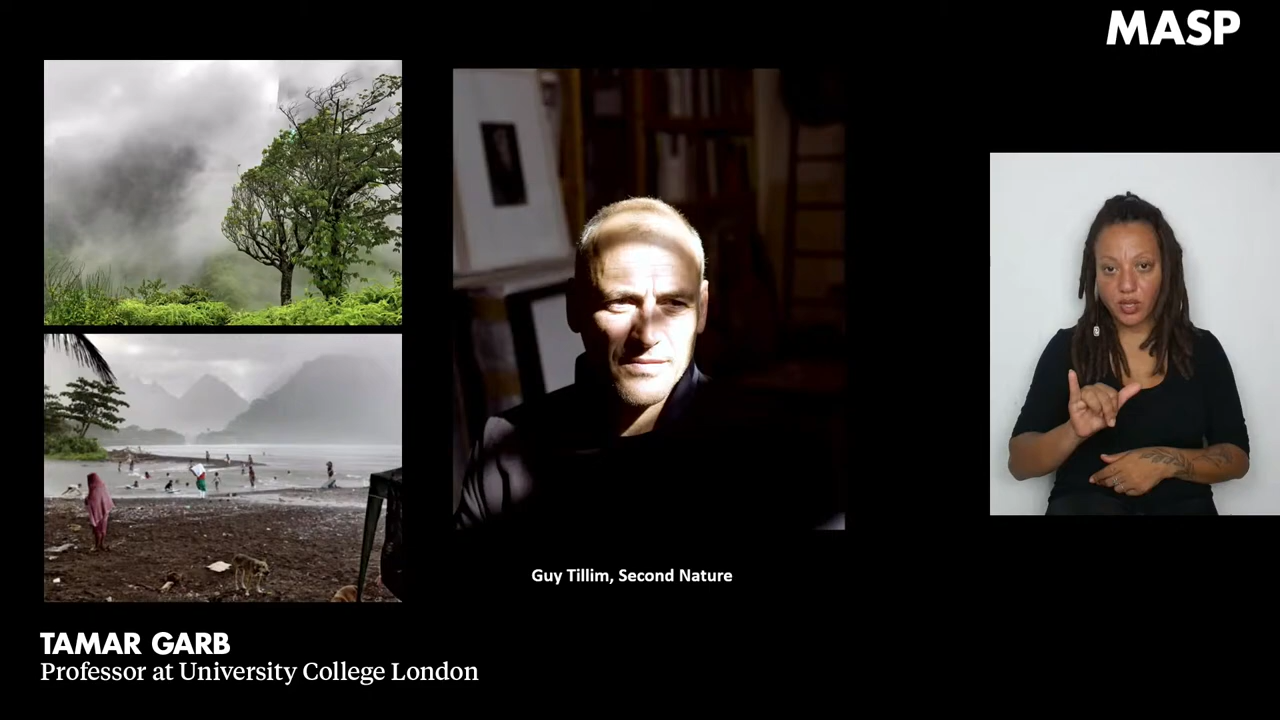 MASP
Guy Tillim, Second Nature
TAMAR GARB
Professor at University College London